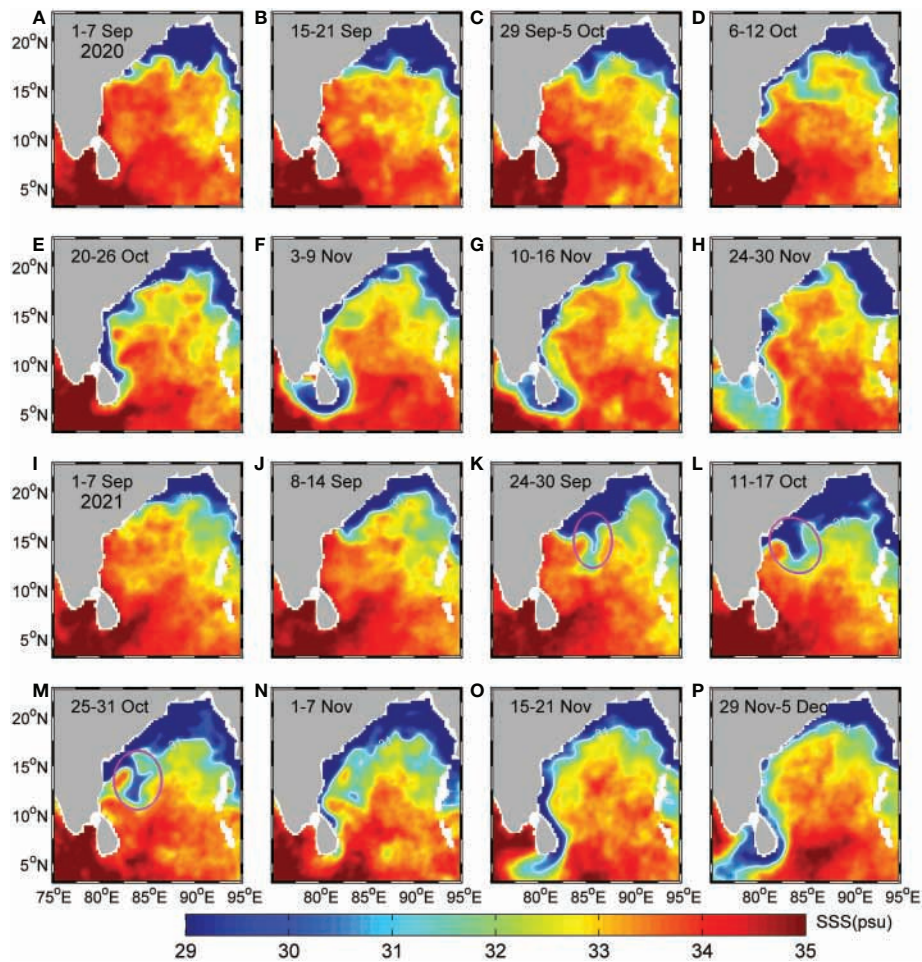 A B C D
1-7 Sep 15-21 Sep 29 Sep-5 Oct 6-12 Oct
2020
20°N
15°N
10°N
5°N
E F G H
20-26 Oct 3-9 Nov 10-16 Nov 24-30 Nov
20°N
15°N
10°N
5°N
I J K L
1-7 Sep 8-14 Sep 24-30 Sep 11-17 Oct
2021
20°N
15°N
10°N
5°N
M N O P
25-31 Oct 1-7 Nov 15-21 Nov 29 Nov-5 Dec
20°N
15°N
10°N
5°N
75°E 80°E 85°E 90°E 95°E 80°E 85°E 90°E 95°E 80°E 85°E 90°E 95°E 80°E 85°E 90°E 95°E
SSS(psu)
29 30 31 32 33 34 35